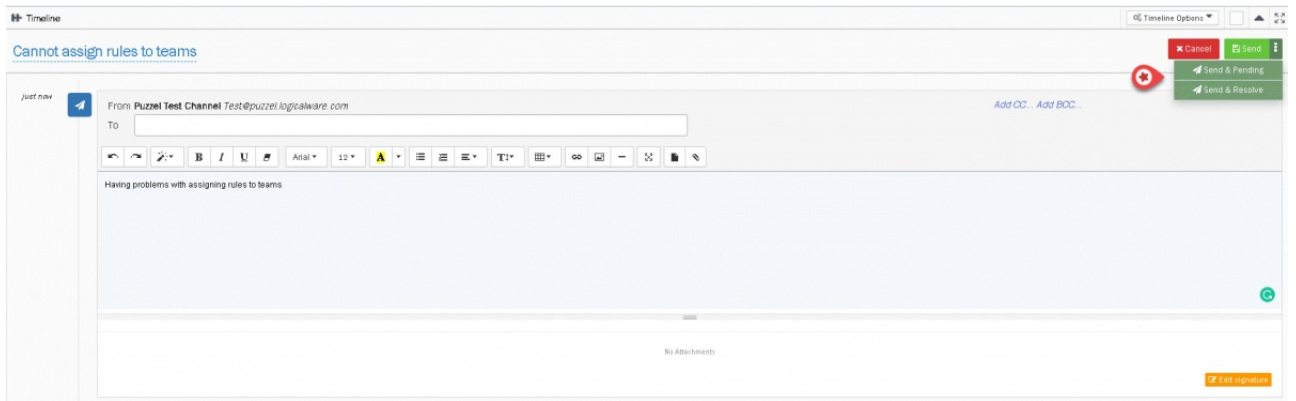 Timeline
Timeline Options
Cannot assign rules to teams
Cancel
Send
Send & Pending
Send & Resolve
just now
From Puzzel Test Channel Test@puzzel.logicalware.com
Add CC... Add BCC...
To
B I U Arial 12 A T
Having problems with assigning rules to teams
No Attachments
Edit signature